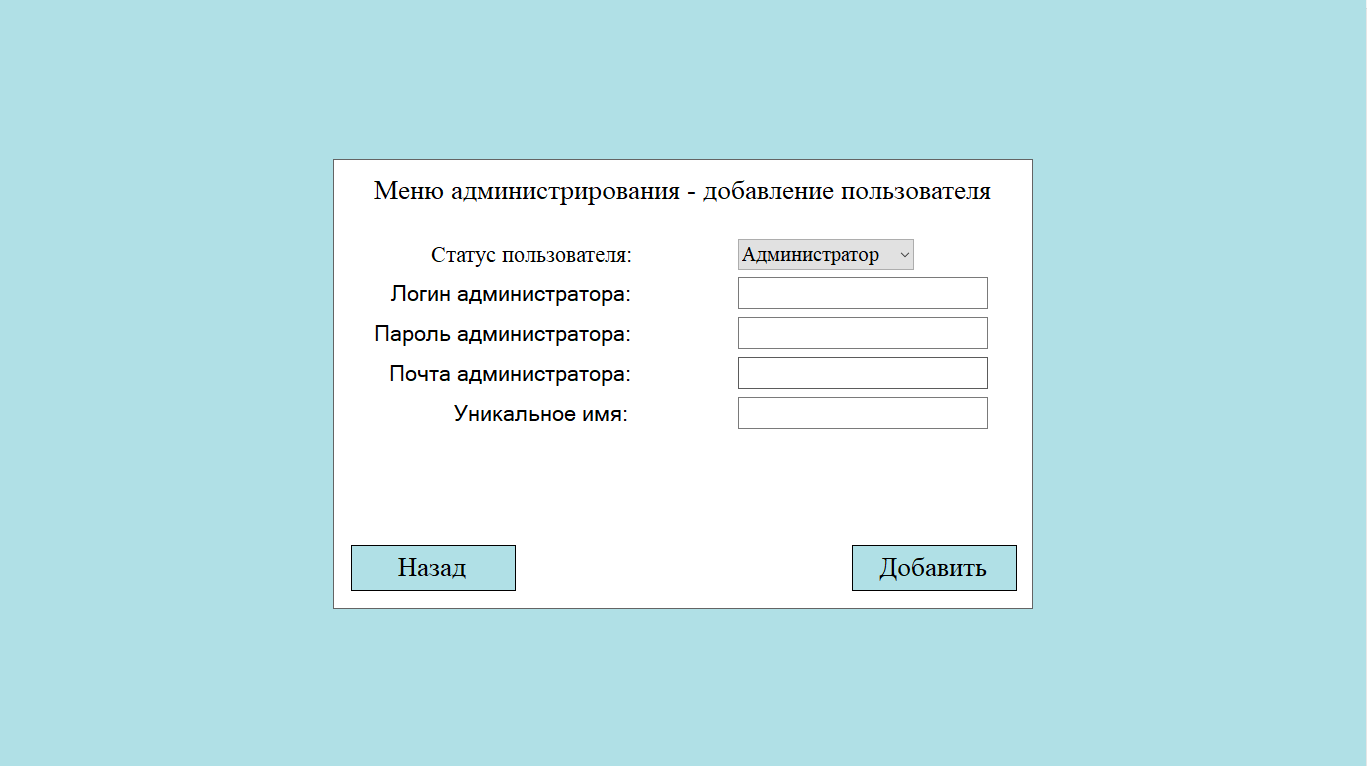 Меню администрирования - добавление пользователя
Статус пользователя: Администратор
Логин администратора:
Пароль администратора:
Почта администратора:
Уникальное имя:
Назад Добавить